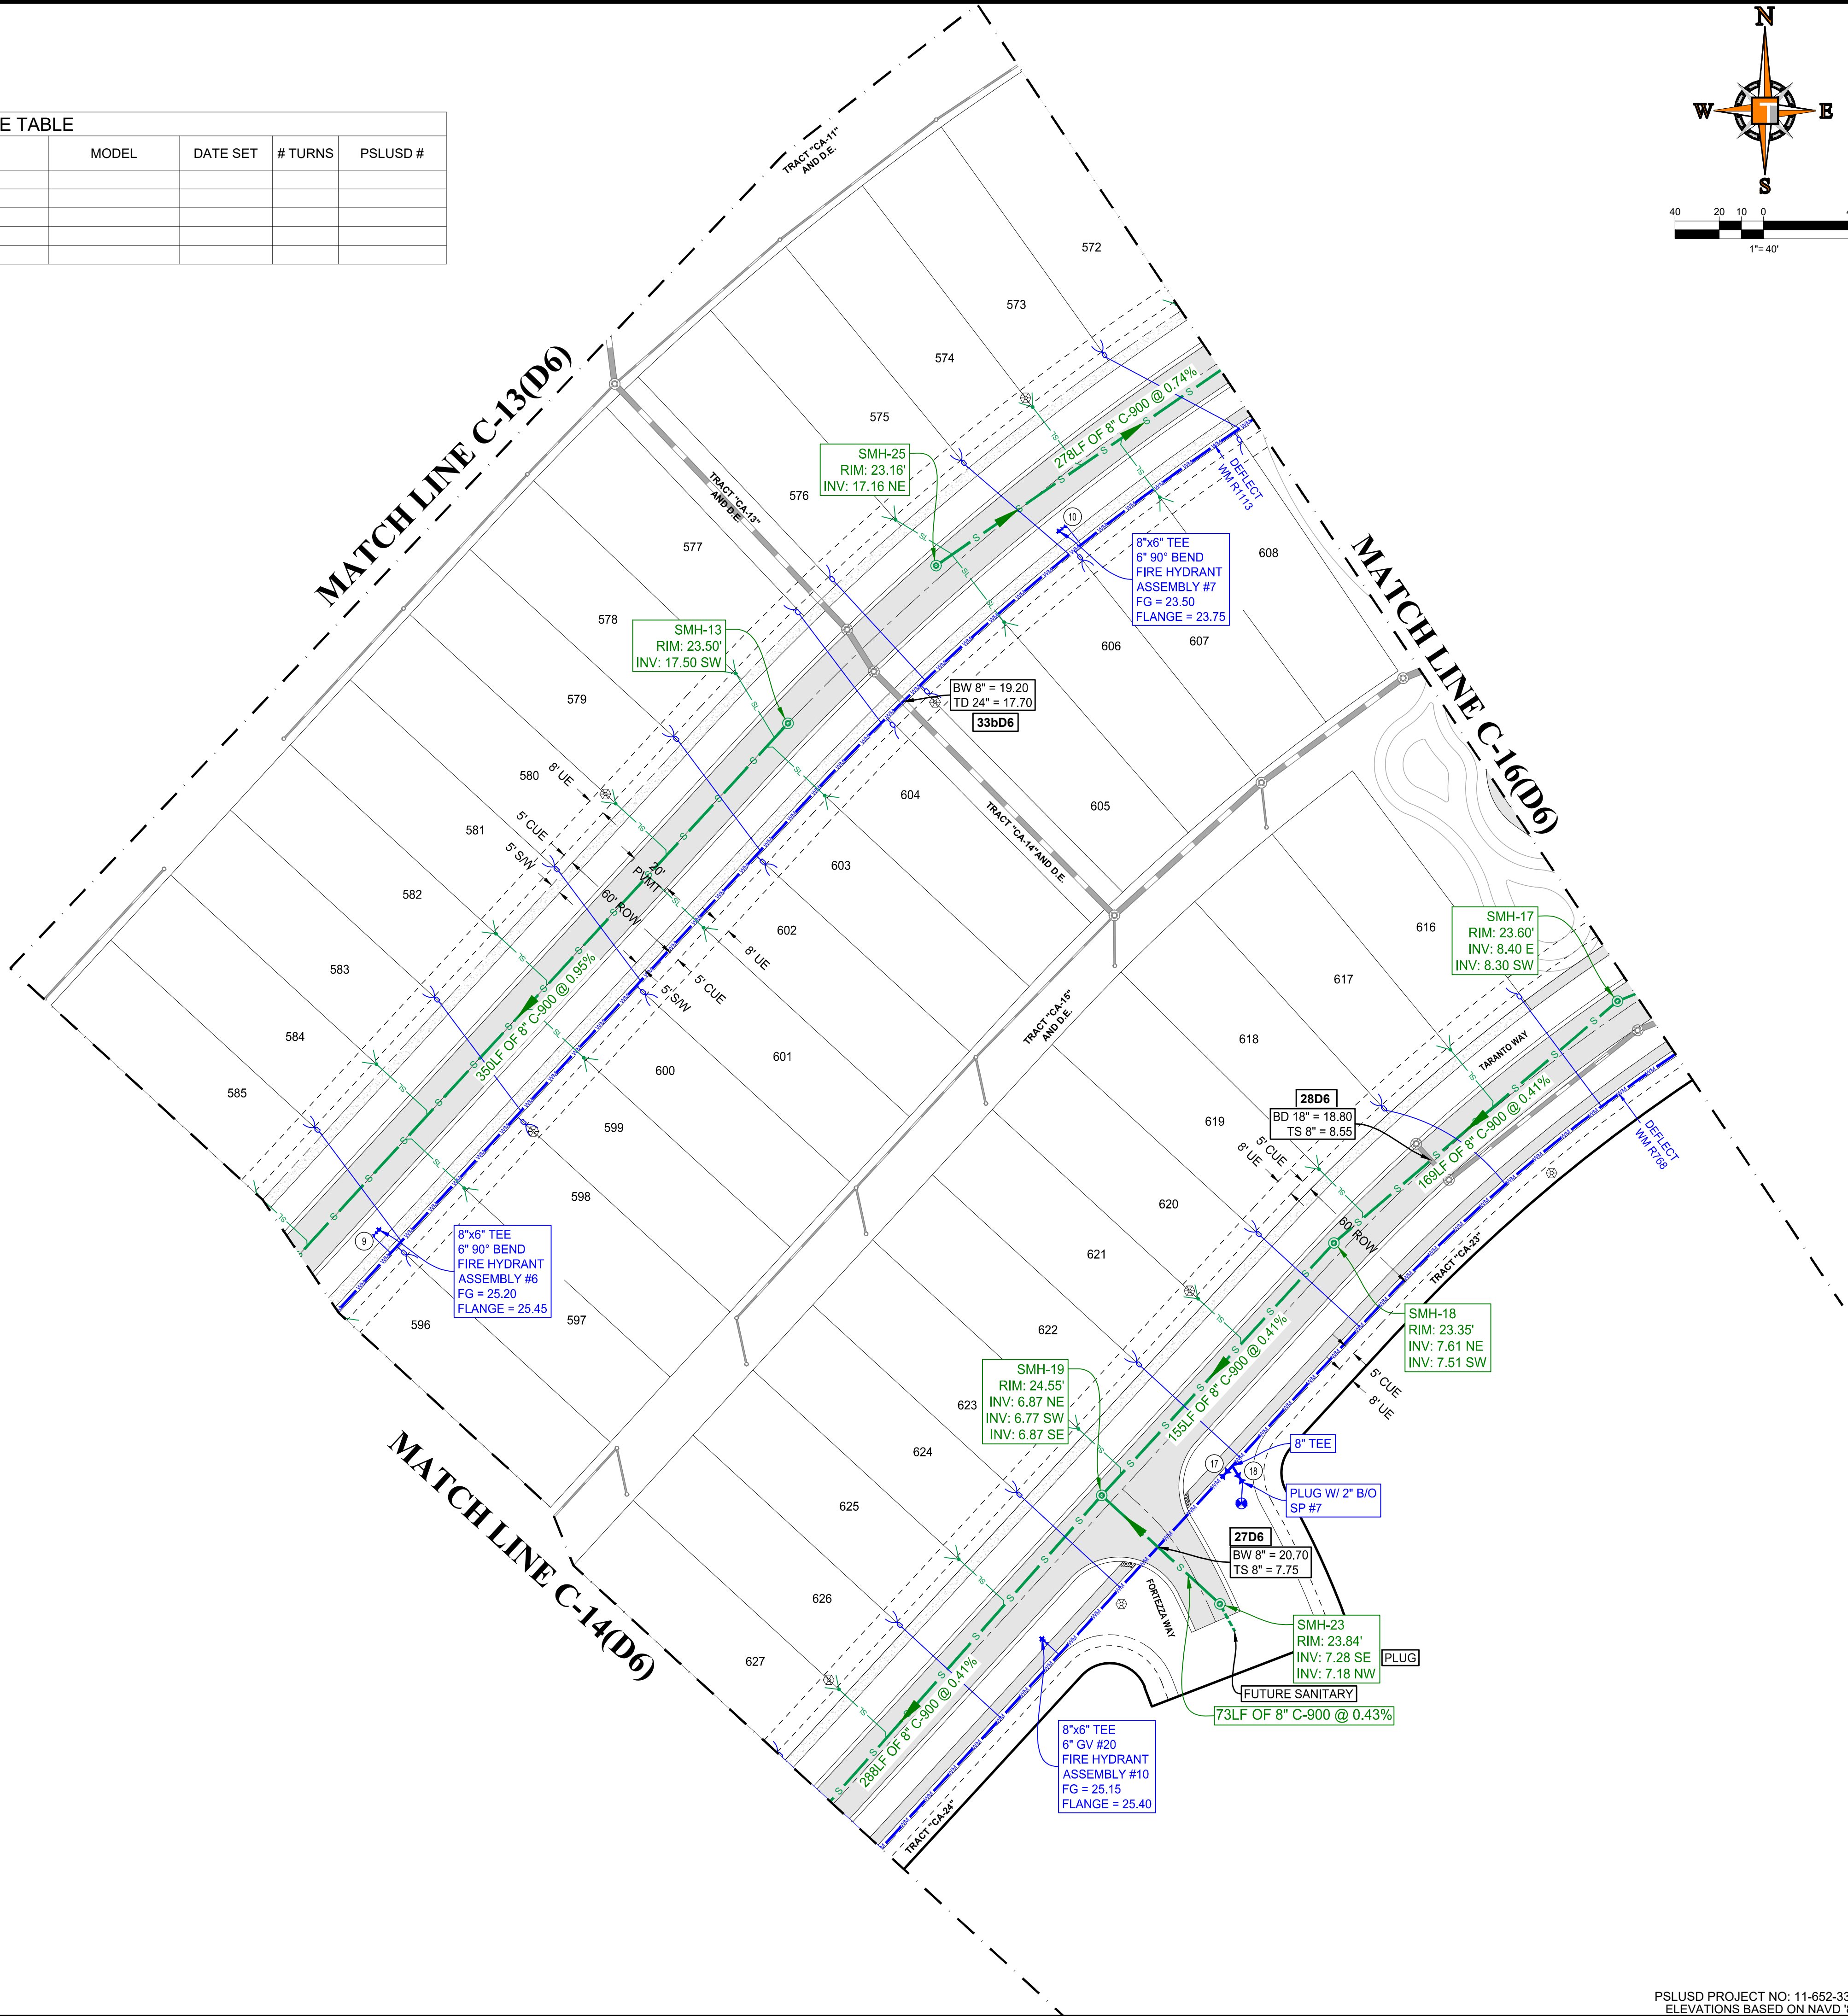 N
W
E
S
40 20 10 0
1"= 40'
E TABLE
MODEL DATE SET # TURNS PSLUSD #
MATCH LINE C-13(D6)
TRACT "CA-11"
AND D.E.
572
573
574
575
576
577
578
579
580
581
582
583
584
585
TRACT "CA-13"
AND D.E.
SMH-25
RIM: 23.16'
INV: 17.16 NE
278LF OF 8" C-900 @ 0.74%
DEFLECT
WM R1113
10
8"x6" TEE
6" 90° BEND
FIRE HYDRANT
ASSEMBLY #7
FG = 23.50
FLANGE = 23.75
SMH-13
RIM: 23.50'
INV: 17.50 SW
BW 8" = 19.20
TD 24" = 17.70
33bD6
608
607
606
605
604
603
602
601
600
599
598
597
596
TRACT "CA-14"AND D.E.
MATCH LINE C-16(D6)
8' UE
5' CUE
5' S/W
60' ROW
20'
PVMT
8' UE
5' CUE
5' S/W
350LF OF 8" C-900 @ 0.95%
9
8"x6" TEE
6" 90° BEND
FIRE HYDRANT
ASSEMBLY #6
FG = 25.20
FLANGE = 25.45
TRACT "CA-15"
AND D.E.
616
617
618
619
620
621
622
623
624
625
626
627
SMH-17
RIM: 23.60'
INV: 8.40 E
INV: 8.30 SW
TARANTO WAY
28D6
BD 18" = 18.80
TS 8" = 8.55
169LF OF 8" C-900 @ 0.41%
DEFLECT
WM R768
5' CUE
8' UE
60' ROW
TRACT "CA-23"
SMH-18
RIM: 23.35'
INV: 7.61 NE
INV: 7.51 SW
5' CUE
8' UE
155LF OF 8" C-900 @ 0.41%
SMH-19
RIM: 24.55'
INV: 6.87 NE
INV: 6.77 SW
INV: 6.87 SE
8" TEE
17
18
PLUG W/ 2" B/O
SP #7
27D6
BW 8" = 20.70
TS 8" = 7.75
FORTEZZA WAY
SMH-23
RIM: 23.84'
INV: 7.28 SE
INV: 7.18 NW
PLUG
FUTURE SANITARY
73LF OF 8" C-900 @ 0.43%
288LF OF 8" C-900 @ 0.41%
8"x6" TEE
6" GV #20
FIRE HYDRANT
ASSEMBLY #10
FG = 25.15
FLANGE = 25.40
TRACT "CA-24"
MATCH LINE C-14(D6)
PSLUSD PROJECT NO: 11-652-33
ELEVATIONS BASED ON NAVD